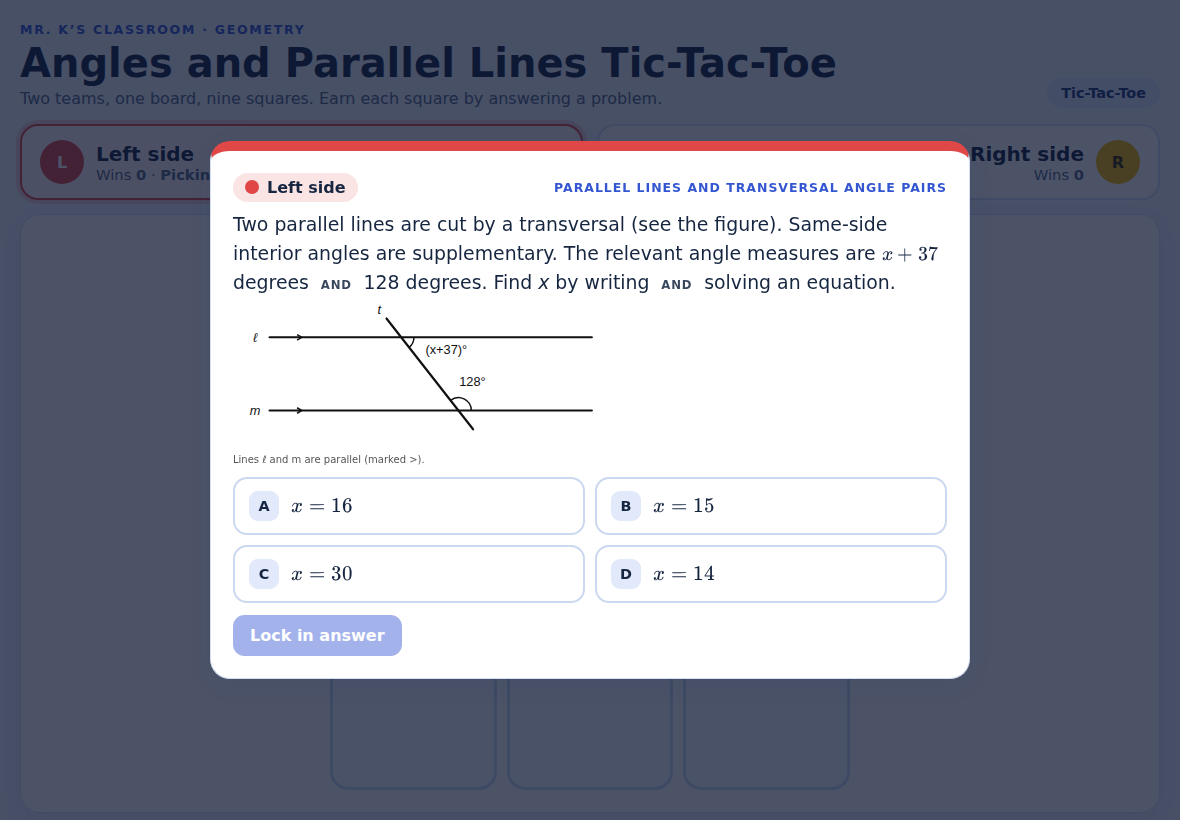 MR. K'S CLASSROOM · GEOMETRY
Angles and Parallel Lines Tic-Tac-Toe
Two teams, one board, nine squares. Earn each square by answering a problem.
Tic-Tac-Toe
L
Left side
Wins 0 · Pickin
Right side
Wins 0
R
Left side
PARALLEL LINES AND TRANSVERSAL ANGLE PAIRS
Two parallel lines are cut by a transversal (see the figure). Same-side
interior angles are supplementary. The relevant angle measures are x + 37
degrees AND 128 degrees. Find x by writing AND solving an equation.
t
ℓ
(x+37)°
128°
m
Lines ℓ and m are parallel (marked >).
A x = 16
B x = 15
C x = 30
D x = 14
Lock in answer